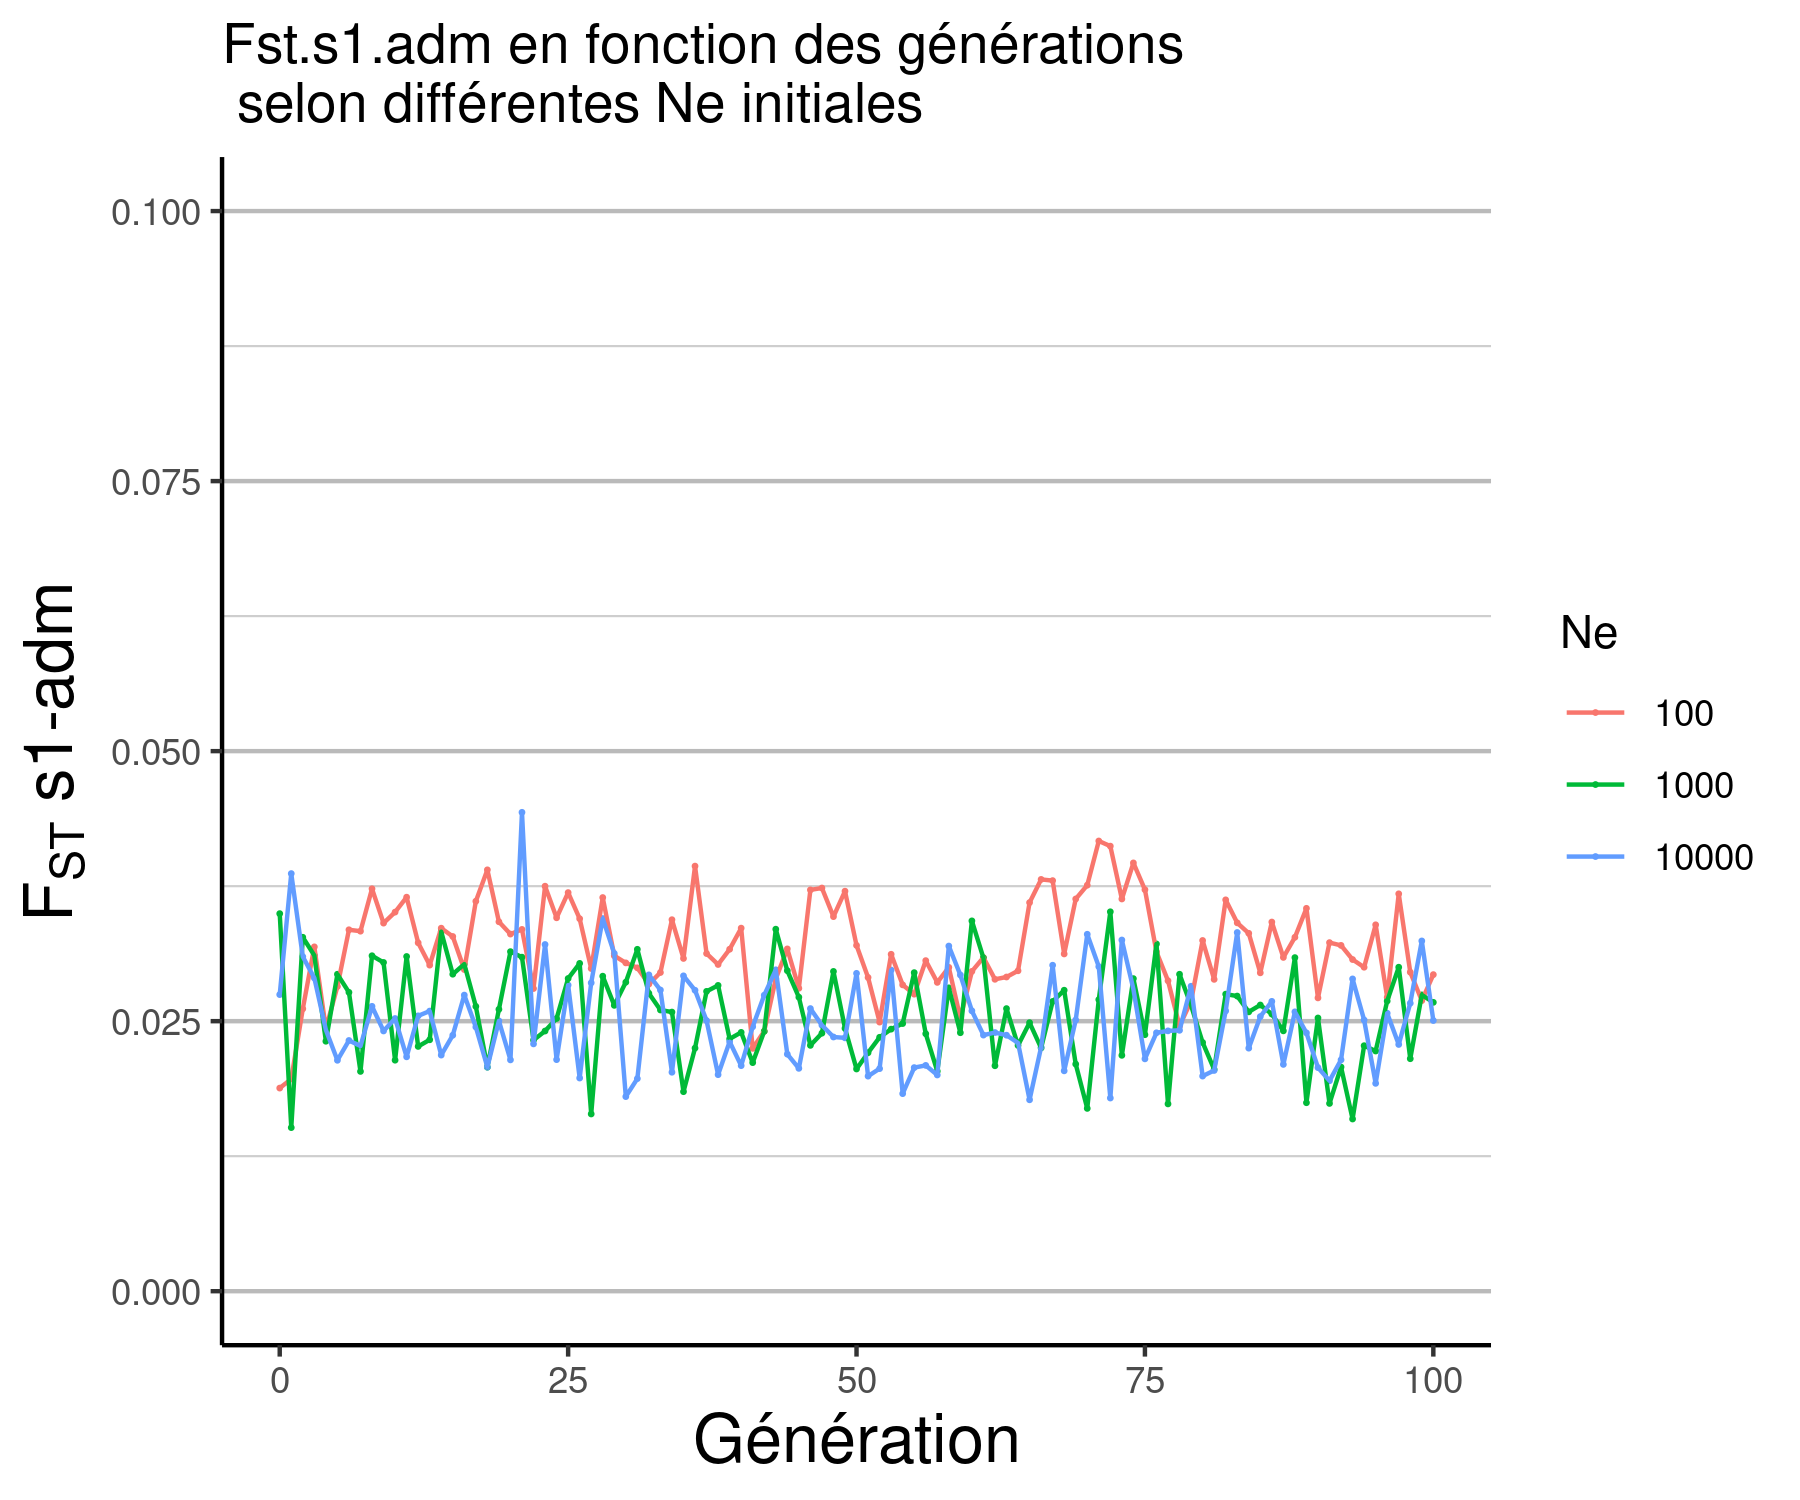 Fst.s1.adm en fonction des générations
selon différentes Ne initiales
0.100
0.075
0.050
0.025
0.000
FST s1-adm
0 25 50 75 100
Génération
Ne
100
1000
10000